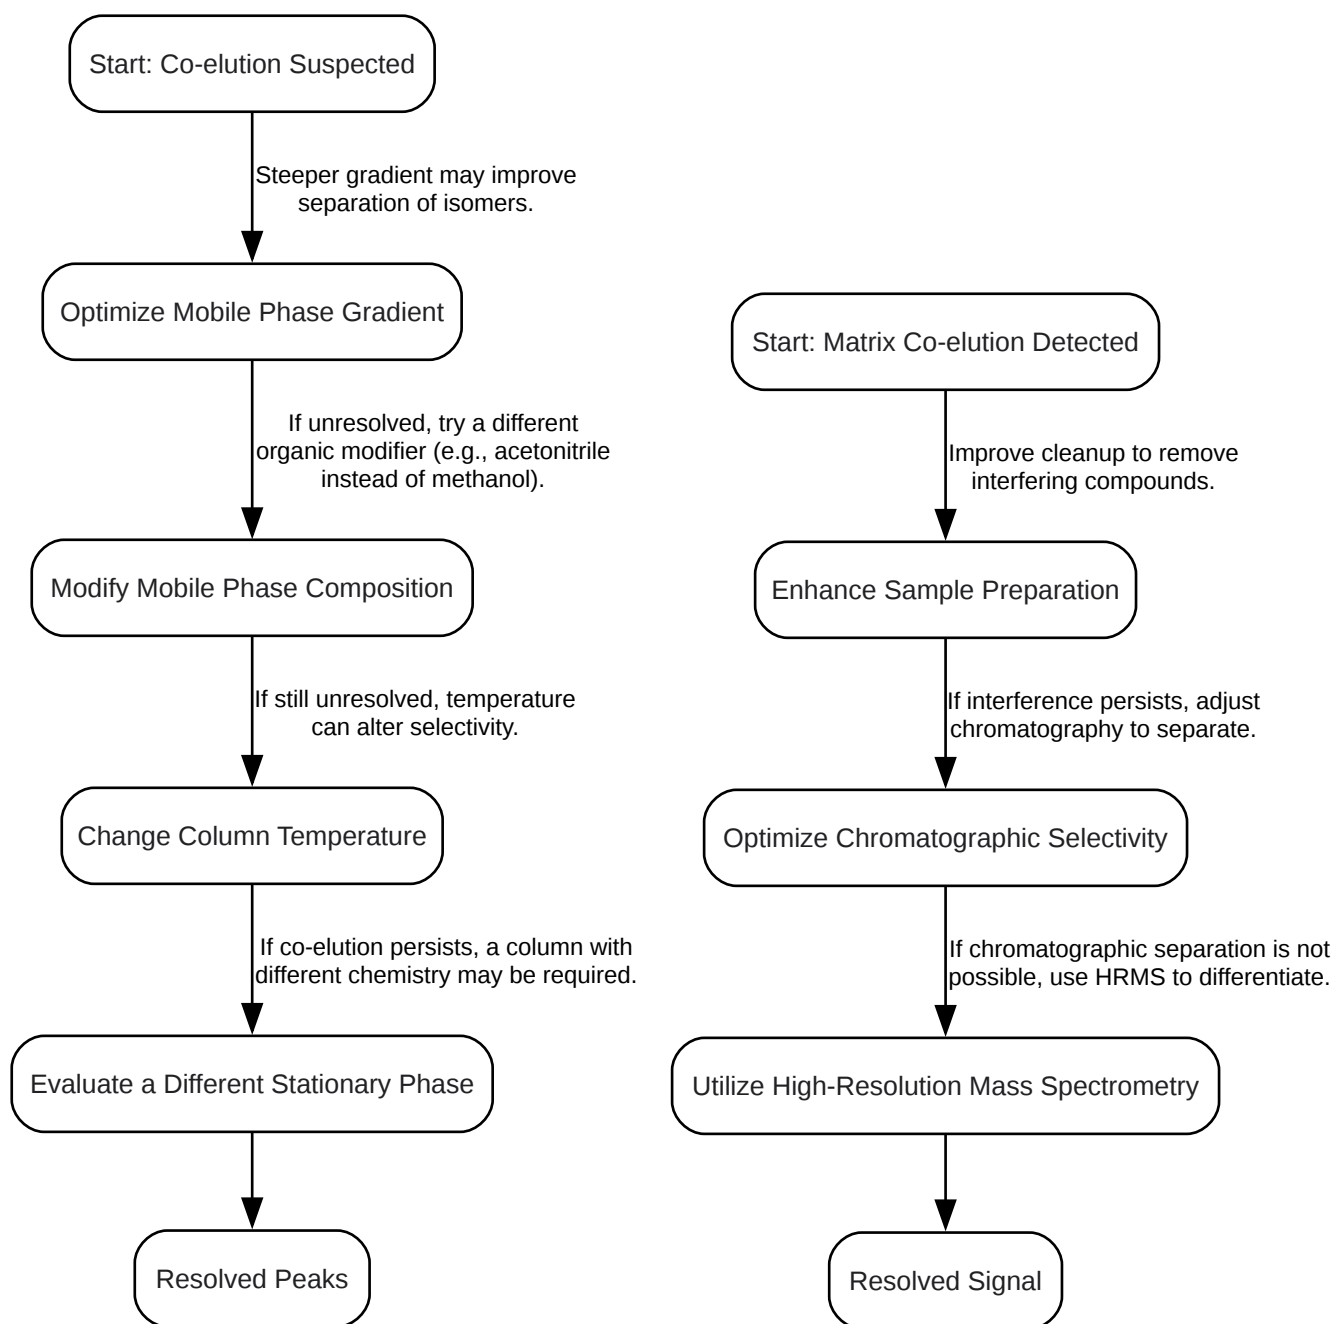 Start: Co-elution Suspected
Steeper gradient may improve
separation of isomers.
Optimize Mobile Phase Gradient
If unresolved, try a different
organic modifier (e.g., acetonitrile
instead of methanol).
Modify Mobile Phase Composition
If still unresolved, temperature
can alter selectivity.
Change Column Temperature
If co-elution persists, a column with
different chemistry may be required.
Evaluate a Different Stationary Phase
Resolved Peaks
Start: Matrix Co-elution Detected
Improve cleanup to remove
interfering compounds.
Enhance Sample Preparation
If interference persists, adjust
chromatography to separate.
Optimize Chromatographic Selectivity
If chromatographic separation is not
possible, use HRMS to differentiate.
Utilize High-Resolution Mass Spectrometry
Resolved Signal